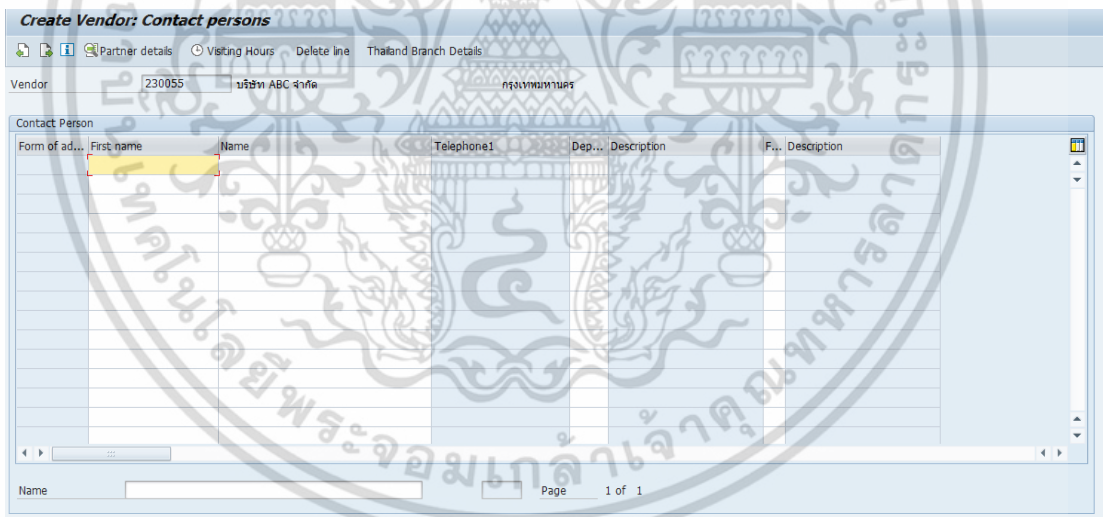 Create Vendor: Contact persons
Partner details Visiting Hours Delete line Thailand Branch Details
Vendor 230055 บริษัท ABC จำกัด กรุงเทพมหานคร
Contact Person
Form of ad... First name Name Telephone1 Dep... Description F... Description
Name Page 1 of 1